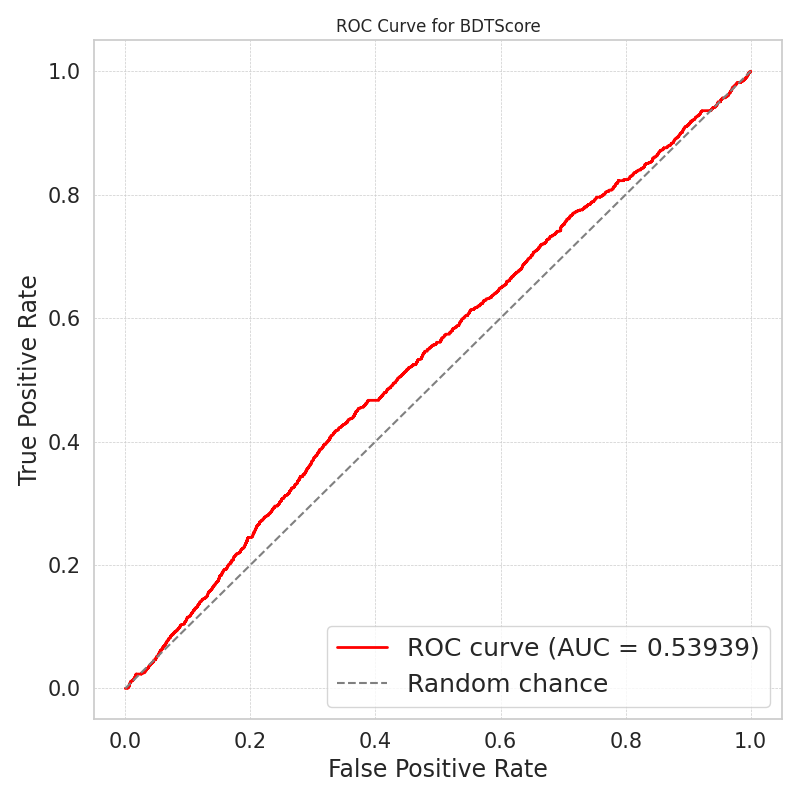 ROC Curve for BDTScore
True Positive Rate
1.0
0.8
0.6
0.4
0.2
0.0
ROC curve (AUC = 0.53939)
Random chance
0.0 0.2 0.4 0.6 0.8 1.0
False Positive Rate